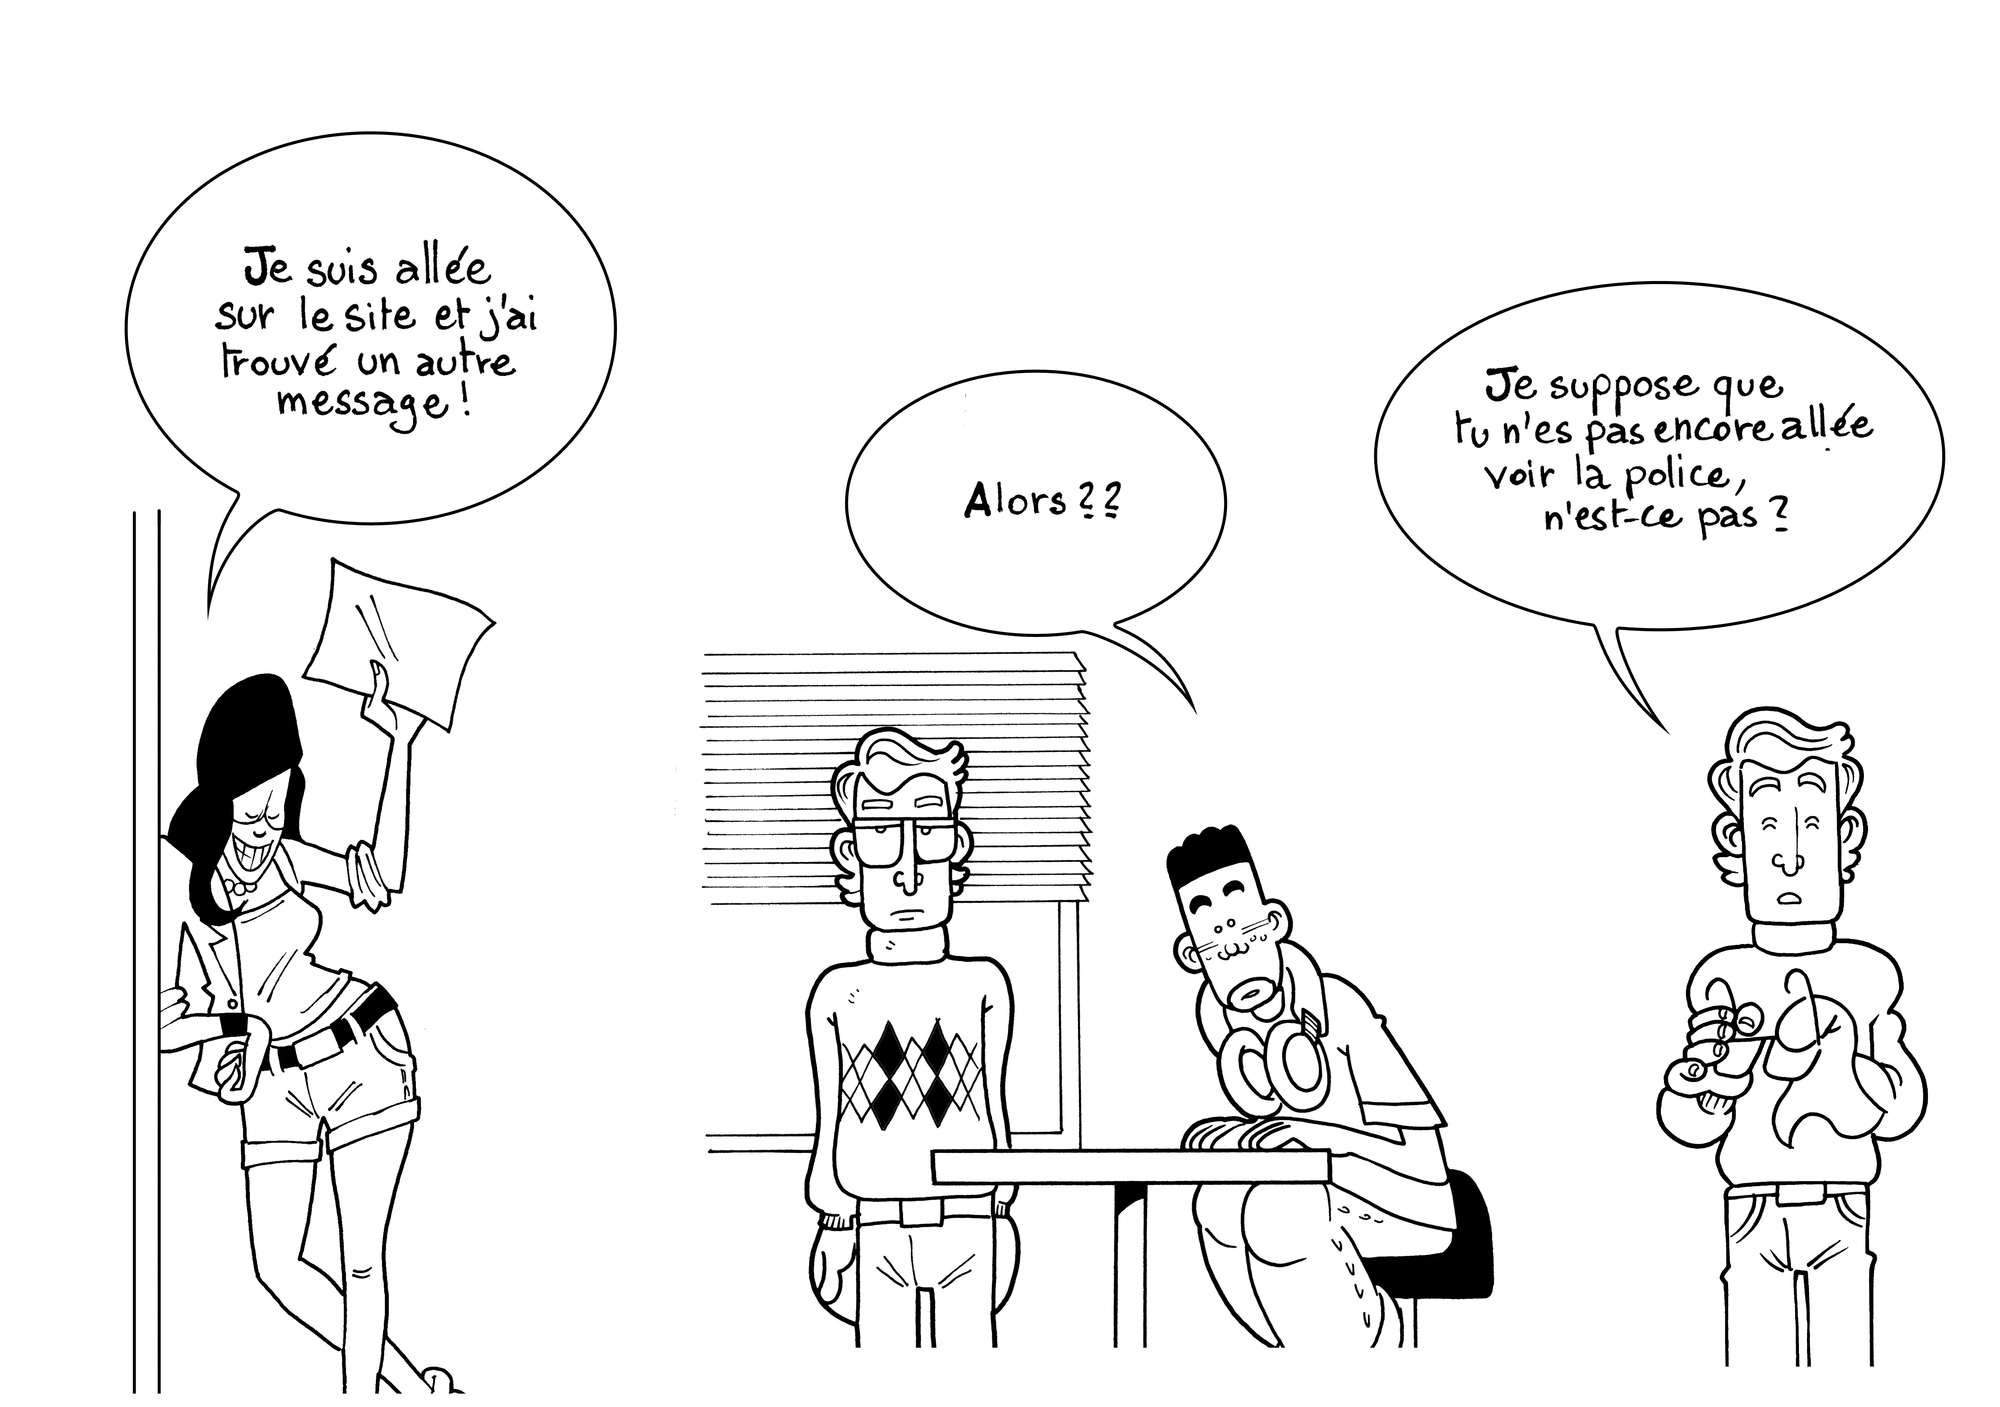 Je suis allée
sur le site et j'ai
trouvé un autre
message !
Alors ??
Je suppose que
tu n'es pas encore allée
voir la police,
n'est-ce pas ?